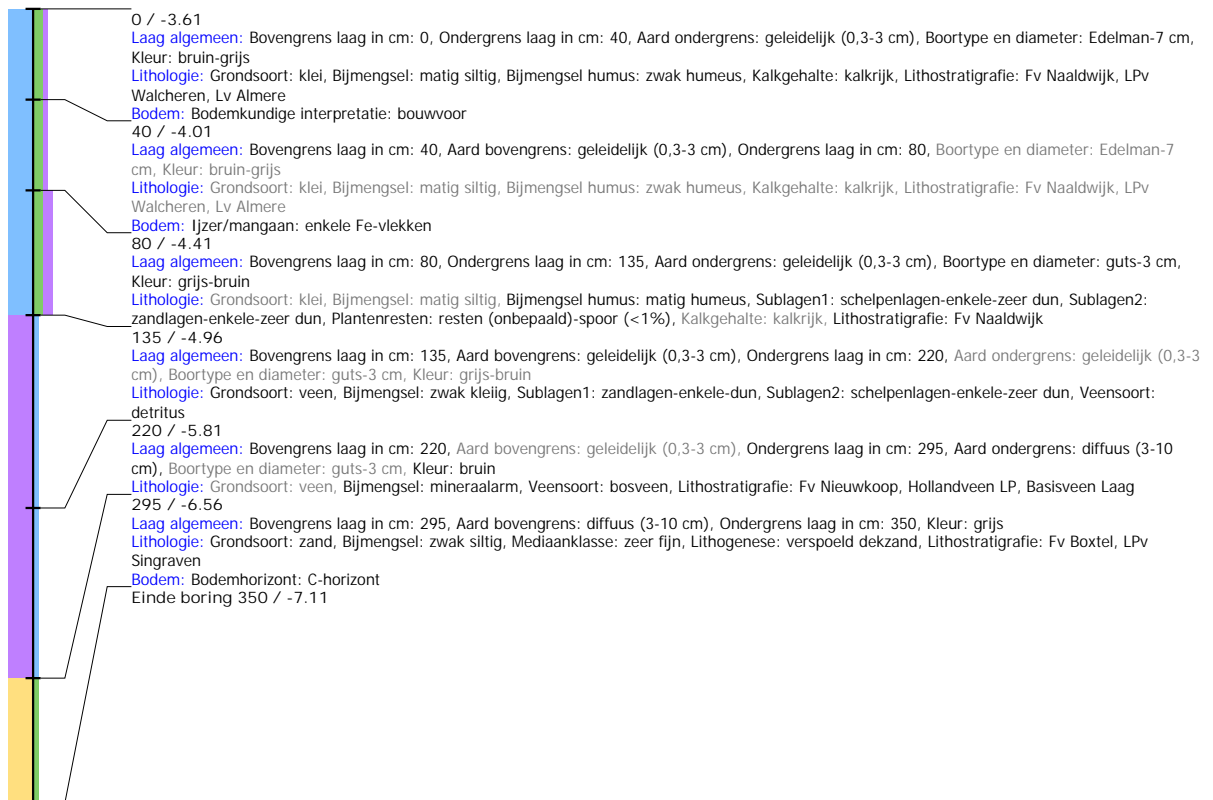 0 / -3.61
Laag algemeen: Bovengrens laag in cm: 0, Ondergrens laag in cm: 40, Aard ondergrens: geleidelijk (0,3-3 cm), Boortype en diameter: Edelman-7 cm,
Kleur: bruin-grijs
Lithologie: Grondsoort: klei, Bijmengsel: matig siltig, Bijmengsel humus: zwak humeus, Kalkgehalte: kalkrijk, Lithostratigrafie: Fv Naaldwijk, LPv
Walcheren, Lv Almere
Bodem: Bodemkundige interpretatie: bouwvoor
40 / -4.01
Laag algemeen: Bovengrens laag in cm: 40, Aard bovengrens: geleidelijk (0,3-3 cm), Ondergrens laag in cm: 80, Boortype en diameter: Edelman-7
cm, Kleur: bruin-grijs
Lithologie: Grondsoort: klei, Bijmengsel: matig siltig, Bijmengsel humus: zwak humeus, Kalkgehalte: kalkrijk, Lithostratigrafie: Fv Naaldwijk, LPv
Walcheren, Lv Almere
Bodem: Ijzer/mangaan: enkele Fe-vlekken
80 / -4.41
Laag algemeen: Bovengrens laag in cm: 80, Ondergrens laag in cm: 135, Aard ondergrens: geleidelijk (0,3-3 cm), Boortype en diameter: guts-3 cm,
Kleur: grijs-bruin
Lithologie: Grondsoort: klei, Bijmengsel: matig siltig, Bijmengsel humus: matig humeus, Sublagen1: schelpenlagen-enkele-zeer dun, Sublagen2:
zandlagen-enkele-zeer dun, Plantenresten: resten (onbepaald)-spoor (<1%), Kalkgehalte: kalkrijk, Lithostratigrafie: Fv Naaldwijk
135 / -4.96
Laag algemeen: Bovengrens laag in cm: 135, Aard bovengrens: geleidelijk (0,3-3 cm), Ondergrens laag in cm: 220, Aard ondergrens: geleidelijk (0,3-3
cm), Boortype en diameter: guts-3 cm, Kleur: grijs-bruin
Lithologie: Grondsoort: veen, Bijmengsel: zwak kleiig, Sublagen1: zandlagen-enkele-dun, Sublagen2: schelpenlagen-enkele-zeer dun, Veensoort:
detritus
220 / -5.81
Laag algemeen: Bovengrens laag in cm: 220, Aard bovengrens: geleidelijk (0,3-3 cm), Ondergrens laag in cm: 295, Aard ondergrens: diffuus (3-10
cm), Boortype en diameter: guts-3 cm, Kleur: bruin
Lithologie: Grondsoort: veen, Bijmengsel: mineraalarm, Veensoort: bosveen, Lithostratigrafie: Fv Nieuwkoop, Hollandveen LP, Basisveen Laag
295 / -6.56
Laag algemeen: Bovengrens laag in cm: 295, Aard bovengrens: diffuus (3-10 cm), Ondergrens laag in cm: 350, Kleur: grijs
Lithologie: Grondsoort: zand, Bijmengsel: zwak siltig, Mediaanklasse: zeer fijn, Lithogenese: verspoeld dekzand, Lithostratigrafie: Fv Boxtel, LPv
Singraven
Bodem: Bodemhorizont: C-horizont
Einde boring 350 / -7.11